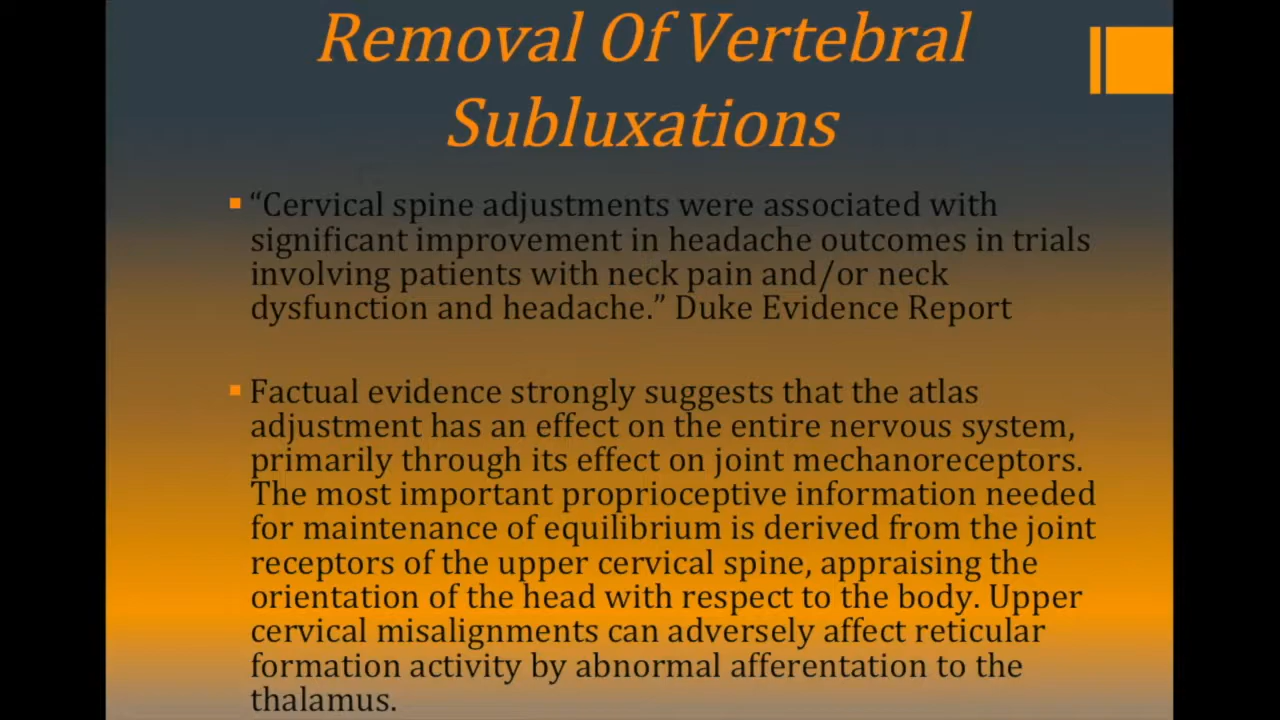 Removal Of Vertebral
Subluxations
“Cervical spine adjustments were associated with
significant improvement in headache outcomes in trials
involving patients with neck pain and/or neck
dysfunction and headache.” Duke Evidence Report
Factual evidence strongly suggests that the atlas
adjustment has an effect on the entire nervous system,
primarily through its effect on joint mechanoreceptors.
The most important proprioceptive information needed
for maintenance of equilibrium is derived from the joint
receptors of the upper cervical spine, appraising the
orientation of the head with respect to the body. Upper
cervical misalignments can adversely affect reticular
formation activity by abnormal afferentation to the
thalamus.